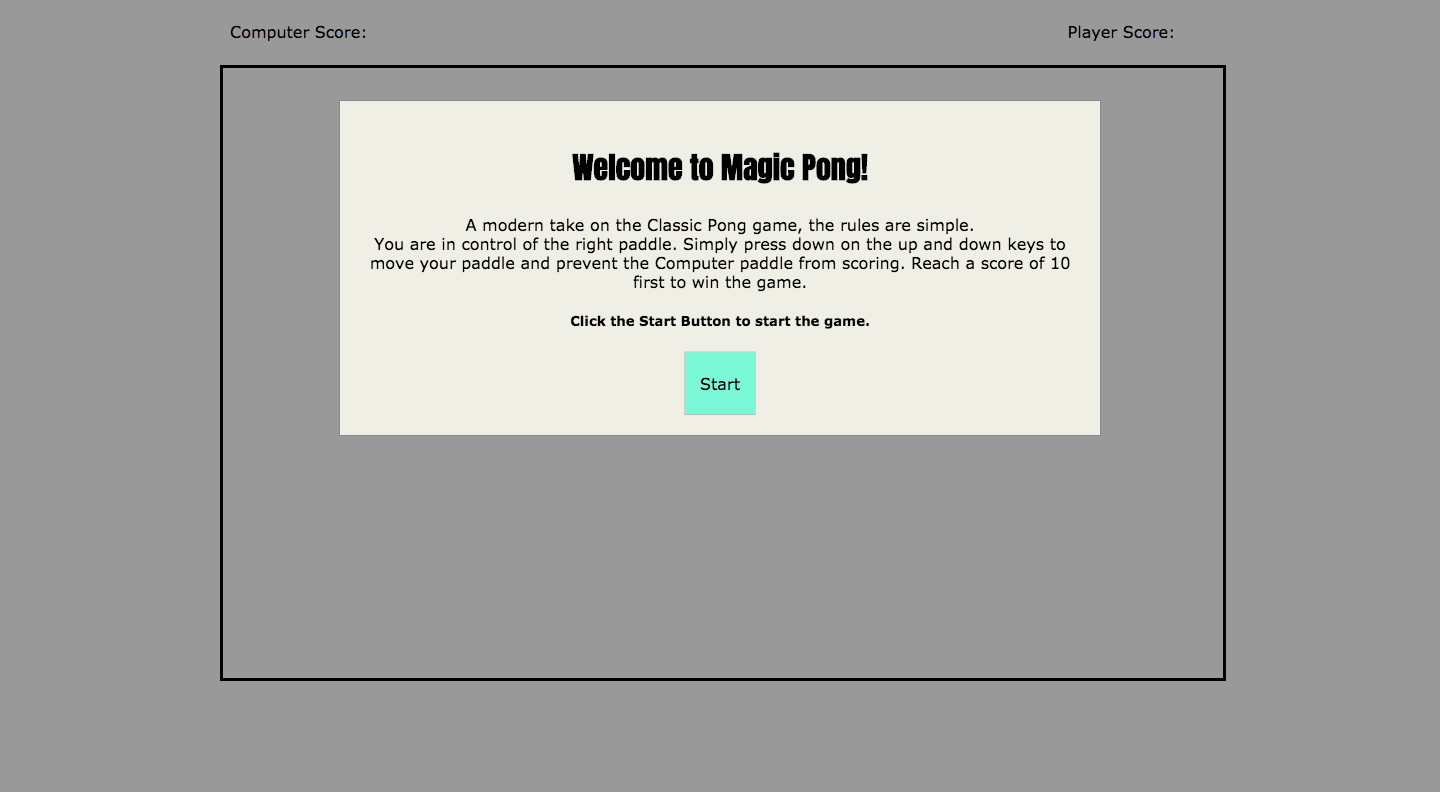 Computer Score:
Player Score:
Welcome to Magic Pong!
A modern take on the Classic Pong game, the rules are simple.
You are in control of the right paddle. Simply press down on the up and down keys to
move your paddle and prevent the Computer paddle from scoring. Reach a score of 10
first to win the game.
Click the Start Button to start the game.
Start